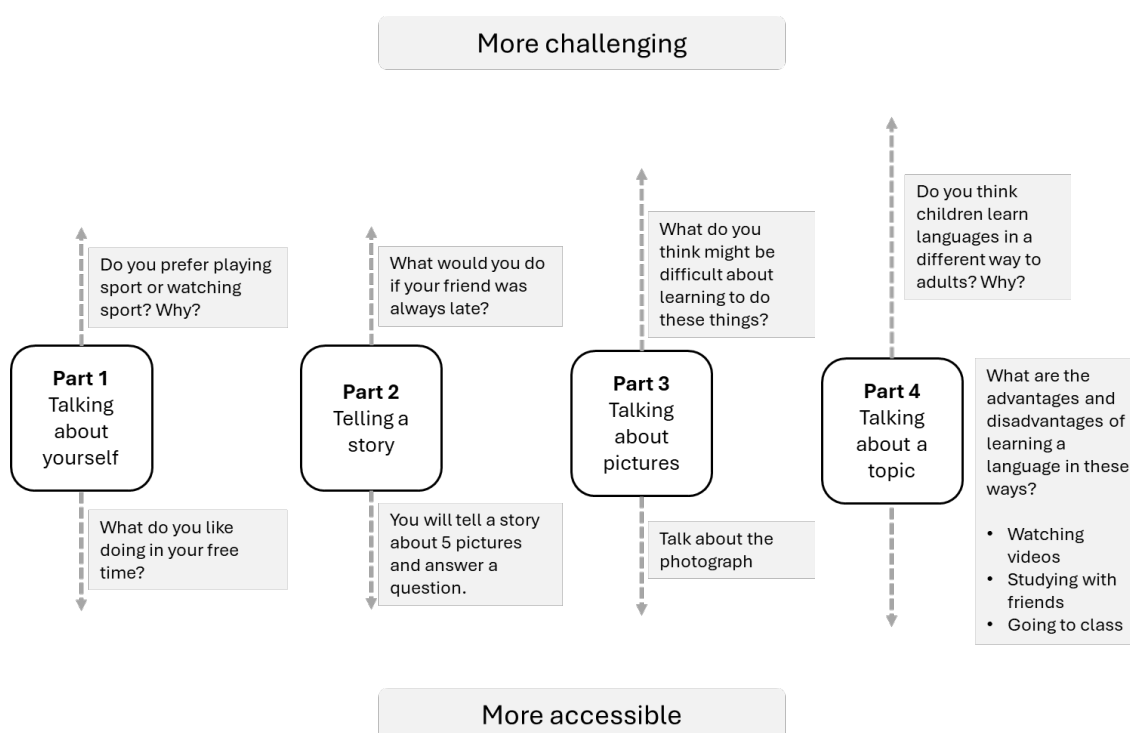 More challenging
Do you prefer playing
sport or watching
sport? Why?
What would you do
if your friend was
always late?
What do you
think might be
difficult about
learning to do
these things?
Do you think
children learn
languages in a
different way to
adults? Why?
Part 1
Talking
about
yourself
Part 2
Telling a
story
Part 3
Talking
about
pictures
Part 4
Talking
about a
topic
What are the
advantages and
disadvantages of
learning a
language in these
ways?
• Watching
videos
• Studying with
friends
• Going to class
What do you like
doing in your free
time?
You will tell a story
about 5 pictures
and answer a
question.
Talk about the
photograph
More accessible